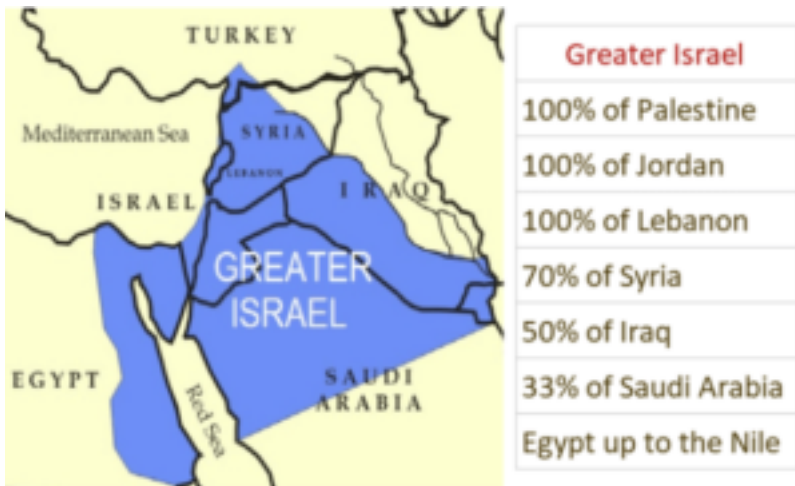 TURKEY
Mediterranean Sea
SYRIA
LEBANON
ISRAEL
IRAQ
GREATER
ISRAEL
EGYPT
Red Sea
SAUDI
ARABIA
Greater Israel
100% of Palestine
100% of Jordan
100% of Lebanon
70% of Syria
50% of Iraq
33% of Saudi Arabia
Egypt up to the Nile